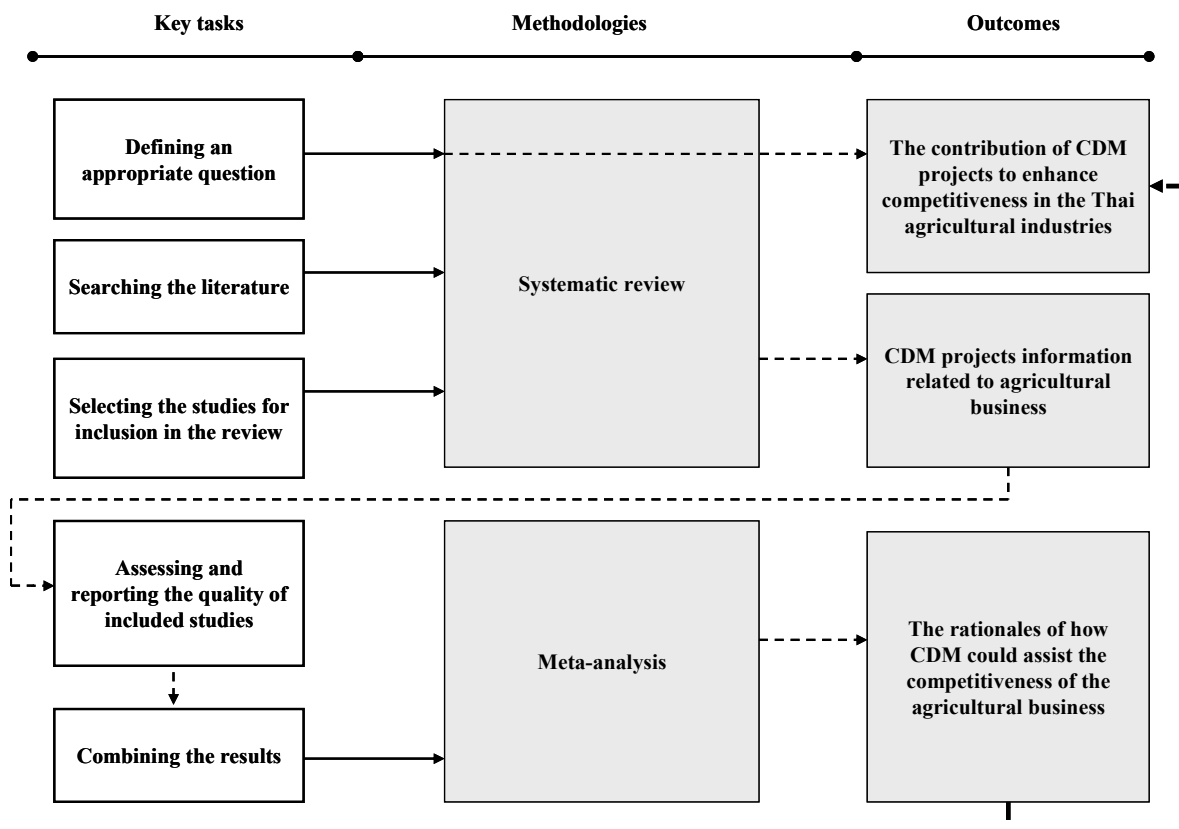 Key tasks
Methodologies
Outcomes
Defining an
appropriate question
Searching the literature
Selecting the studies for
inclusion in the review
Systematic review
The contribution of CDM
projects to enhance
competitiveness in the Thai
agricultural industries
CDM projects information
related to agricultural
business
Assessing and
reporting the quality of
included studies
Combining the results
Meta-analysis
The rationales of how
CDM could assist the
competitiveness of the
agricultural business